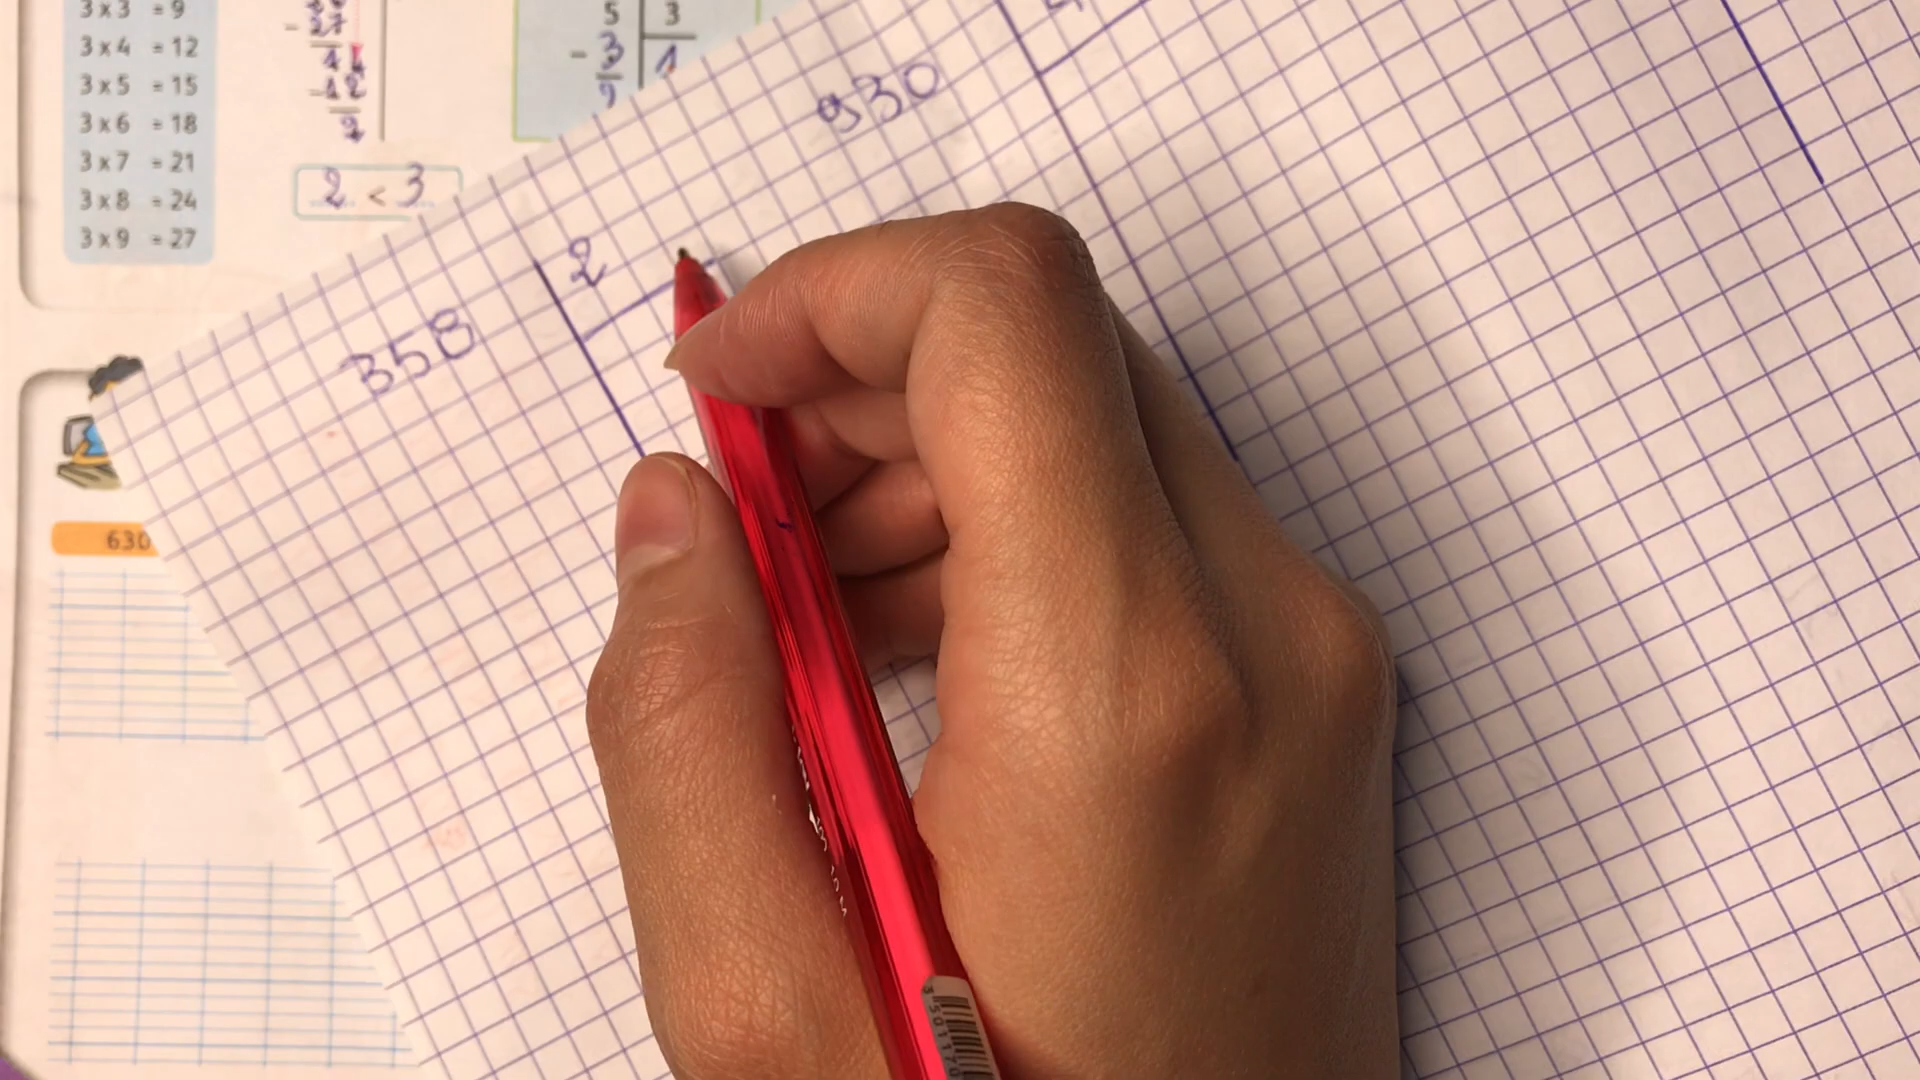 3 x 3 = 9
3 x 4 = 12
3 x 5 = 15
3 x 6 = 18
3 x 7 = 21
3 x 8 = 24
3 x 9 = 27
- 27
- 12
2 < 3
5 3
- 3 1
930
358 2
630